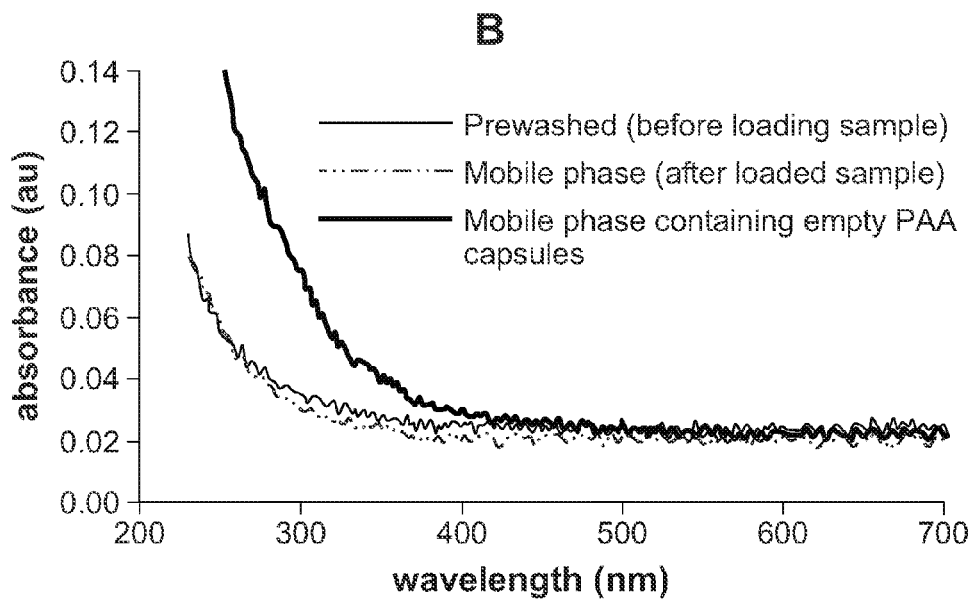 B
0.14
0.12
0.10
0.08
0.06
0.04
0.02
0.00
absorbance (au)
Prewashed (before loading sample)
Mobile phase (after loaded sample)
Mobile phase containing empty PAA
capsules
200 300 400 500 600 700
wavelength (nm)